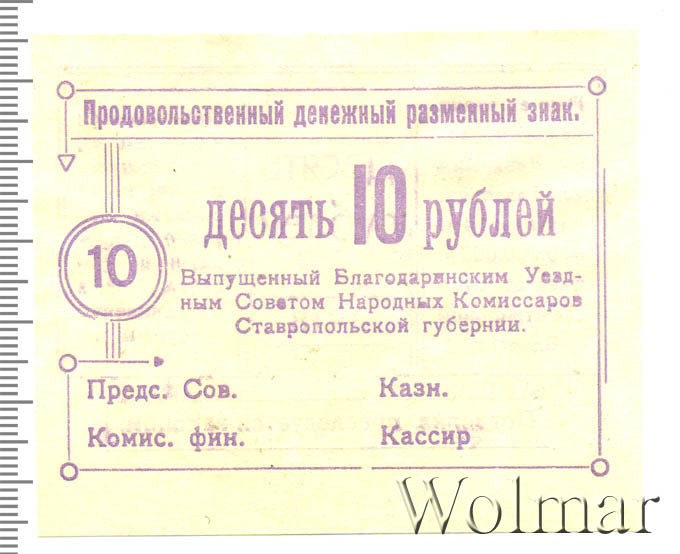 Продовольственный денежный разменный знак.
десять 10 рублей
10
Выпущенный Благодаринским Уезд-
ным Советом Народных Комиссаров
Ставропольской губернии.
Предс. Сов. Казн.
Комис. фин. Кассир
Wolmar